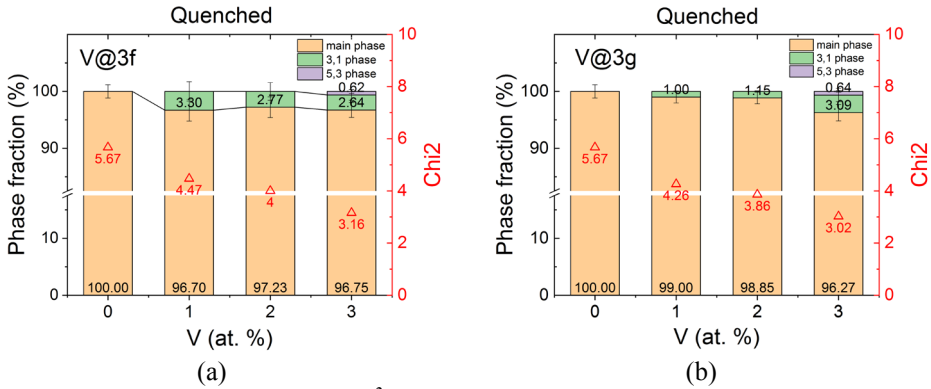 Quenched
V@3f
main phase
3,1 phase
5,3 phase
Phase fraction (%)
100
90
10
0
8
6
4
2
0
Chi2
0.62
3.30
2.77
2.64
5.67
4.47
4
3.16
100.00
96.70
97.23
96.75
0
1
2
3
V (at. %)
(a)
Quenched
V@3g
main phase
3,1 phase
5,3 phase
Phase fraction (%)
100
90
10
0
10
8
6
4
2
0
Chi2
1.00
1.15
0.64
3.09
5.67
4.26
3.86
3.02
100.00
99.00
98.85
96.27
0
1
2
3
V (at. %)
(b)